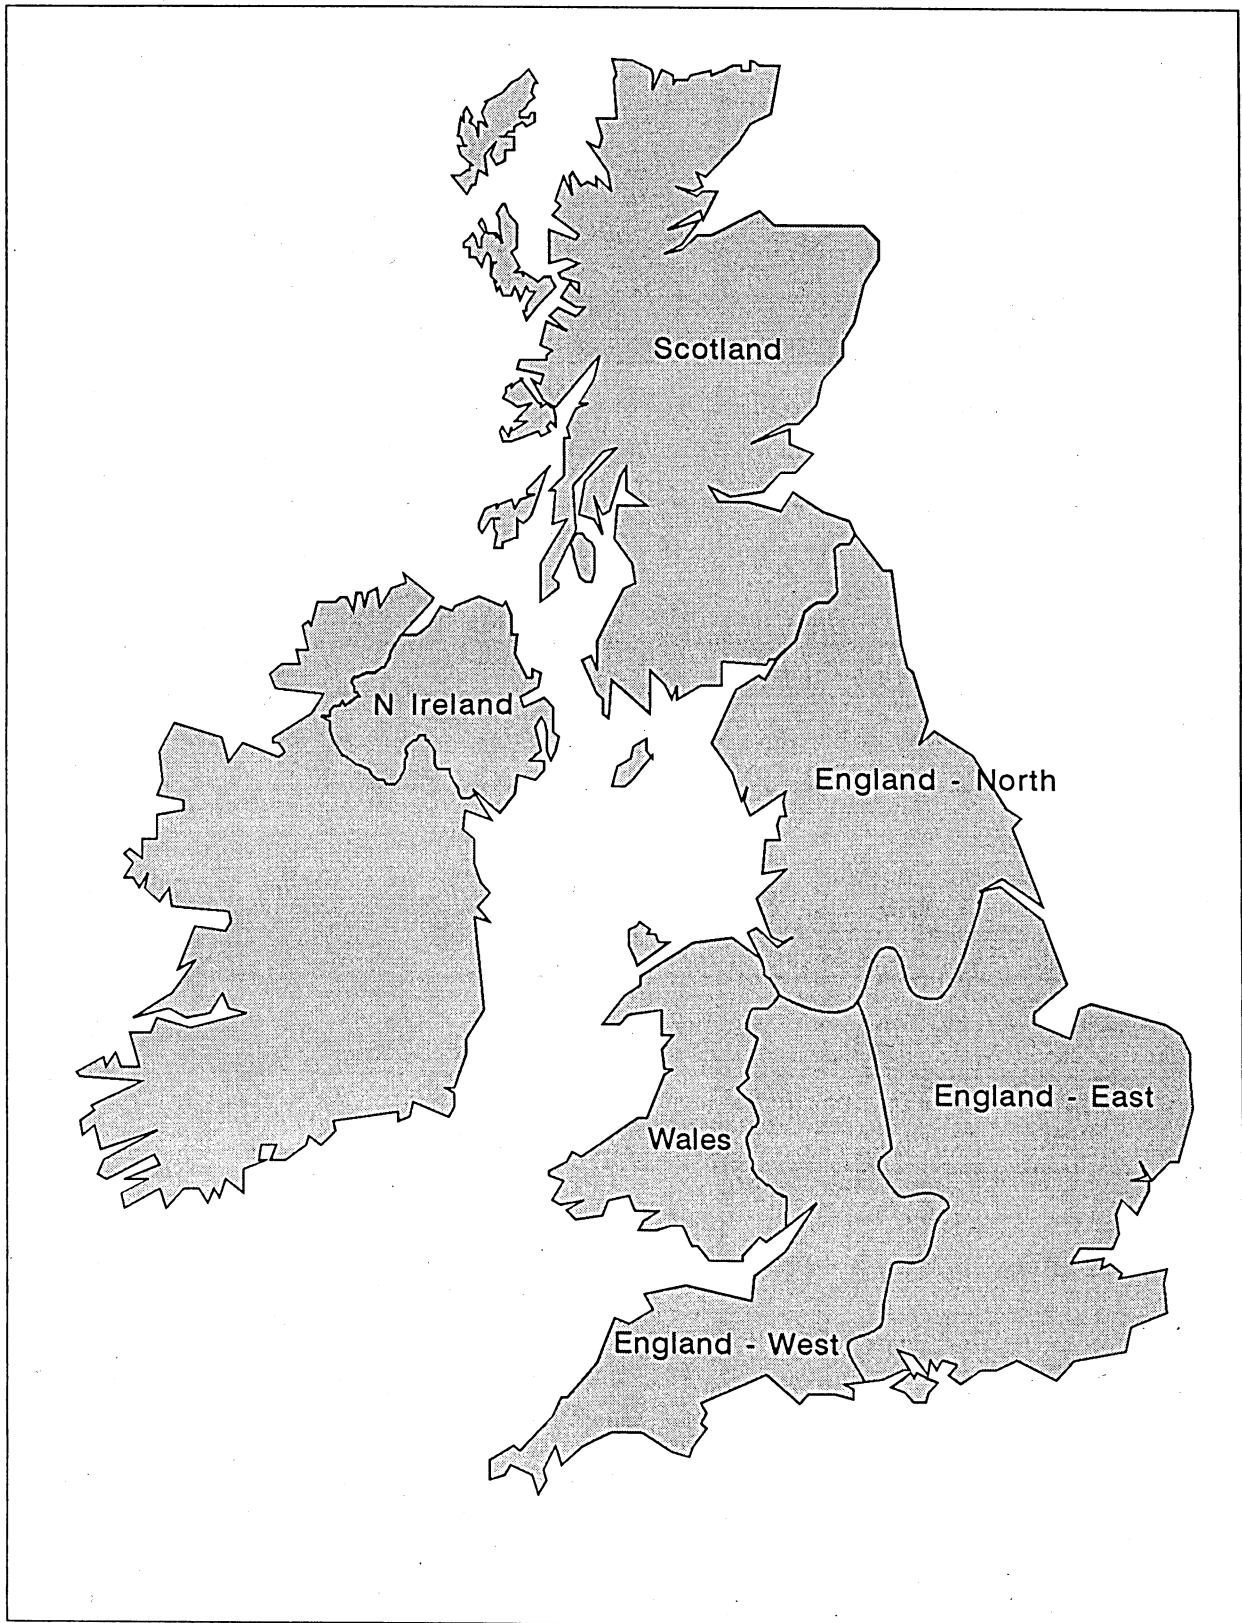 Scotland
N Ireland
England - North
England - East
Wales
England - West